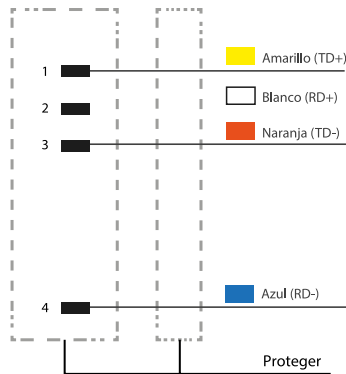 1 Amarillo (TD+)
2 Blanco (RD+)
3 Naranja (TD-)
4 Azul (RD-)
Proteger